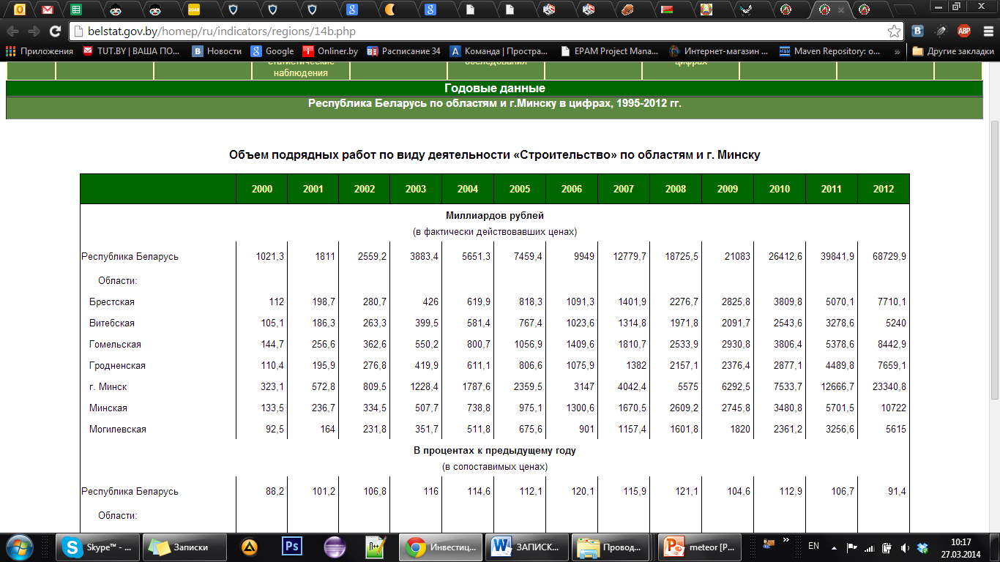 belstat.gov.by/homep/ru/indicators/regions/14b.php
Приложения TUT.BY | ВАША ПО... Новости Google Onliner.by Расписание 34 Команда | Простра... EPAM Project Mana... Интернет-магазин ... Maven Repository: o... » Другие закладки
статистические обследования цифрах
наблюдения
Годовые данные
Республика Беларусь по областям и г.Минску в цифрах, 1995-2012 гг.
Объем подрядных работ по виду деятельности «Строительство» по областям и г. Минску
2000 2001 2002 2003 2004 2005 2006 2007 2008 2009 2010 2011 2012
Миллиардов рублей
(в фактически действовавших ценах)
Республика Беларусь 1021,3 1811 2559,2 3883,4 5651,3 7459,4 9949 12779,7 18725,5 21083 26412,6 39841,9 68729,9
Области:
Брестская 112 198,7 280,7 426 619,9 818,3 1091,3 1401,9 2276,7 2825,8 3809,8 5070,1 7710,1
Витебская 105,1 186,3 263,3 399,5 581,4 767,4 1023,6 1314,8 1971,8 2091,7 2543,6 3278,6 5240
Гомельская 144,7 256,6 362,6 550,2 800,7 1056,9 1409,6 1810,7 2533,9 2930,8 3806,4 5378,6 8442,9
Гродненская 110,4 195,9 276,8 419,9 611,1 806,6 1075,9 1382 2157,1 2376,4 2877,1 4489,8 7659,1
г. Минск 323,1 572,8 809,5 1228,4 1787,6 2359,5 3147 4042,4 5575 6292,5 7533,7 12666,7 23340,8
Минская 133,5 236,7 334,5 507,7 738,8 975,1 1300,6 1670,5 2609,2 2745,8 3480,8 5701,5 10722
Могилевская 92,5 164 231,8 351,7 511,8 675,6 901 1157,4 1601,8 1820 2361,2 3256,6 5615
В процентах к предыдущему году
(в сопоставимых ценах)
Республика Беларусь 88,2 101,2 106,8 116 114,6 112,1 120,1 115,9 121,1 104,6 112,9 106,7 91,4
Области:
Skype™ - ... Записки Ps Инвестиц... ЗАПИСК... Провод... meteor [P... » EN 10:17
27.03.2014